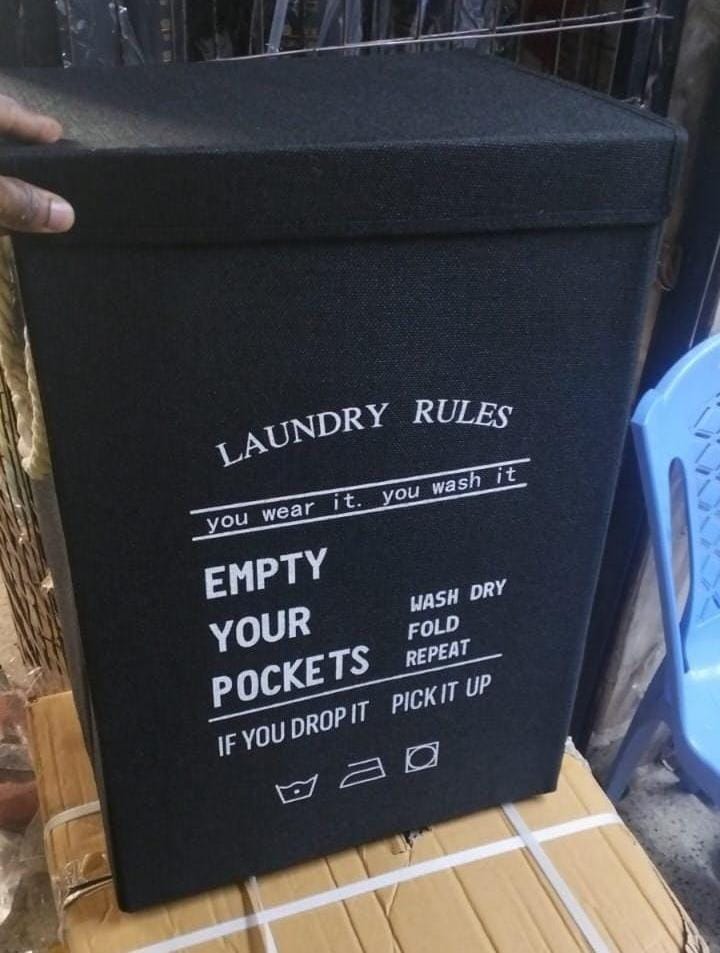 LAUNDRY RULES
you wear it. you wash it
EMPTY
YOUR
POCKETS
WASH DRY
FOLD
REPEAT
IF YOU DROP IT PICK IT UP